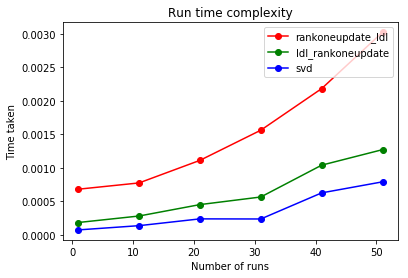 Run time complexity
rankoneupdate_ldl
ldl_rankoneupdate
svd
Time taken
0.0030
0.0025
0.0020
0.0015
0.0010
0.0005
0.0000
0
10
20
30
40
50
Number of runs